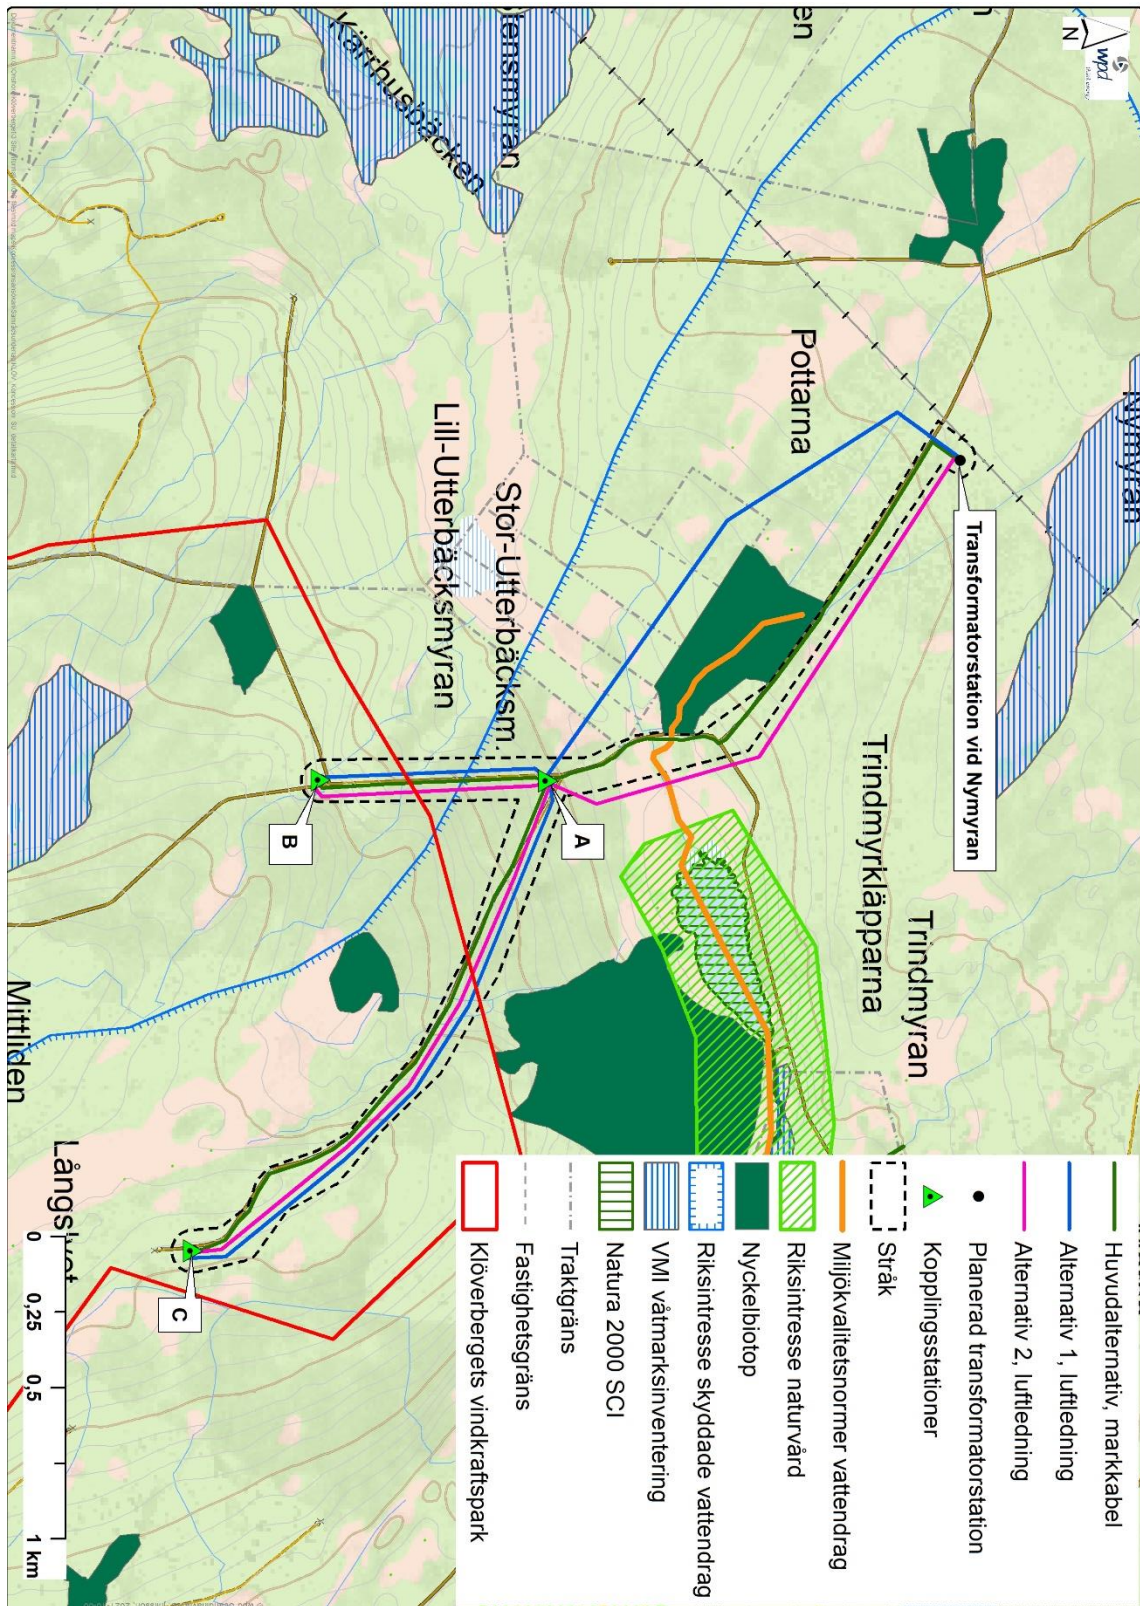 wpd
N
Kärrhusbäcken
Pottarna
Lill-Utterbäcksmyran
Stor-Utterbäcksm.
Transformatorstation vid Nymyran
Nymyran
Trindmyrkläpparna
Trindmyran
A
B
C
Mittliden
Huvudalternativ, markkabel
Alternativ 1, luftledning
Alternativ 2, luftledning
Planerad transformatorstation
Kopplingsstationer
Stråk
Miljökvalitetsnormer vattendrag
Riksintresse naturvård
Nyckelbiotop
Riksintresse skyddade vattendrag
VMI våtmarksinventering
Natura 2000 SCI
Traktgräns
Fastighetsgräns
Klöverbergets vindkraftspark
0 0,25 0,5 1 km